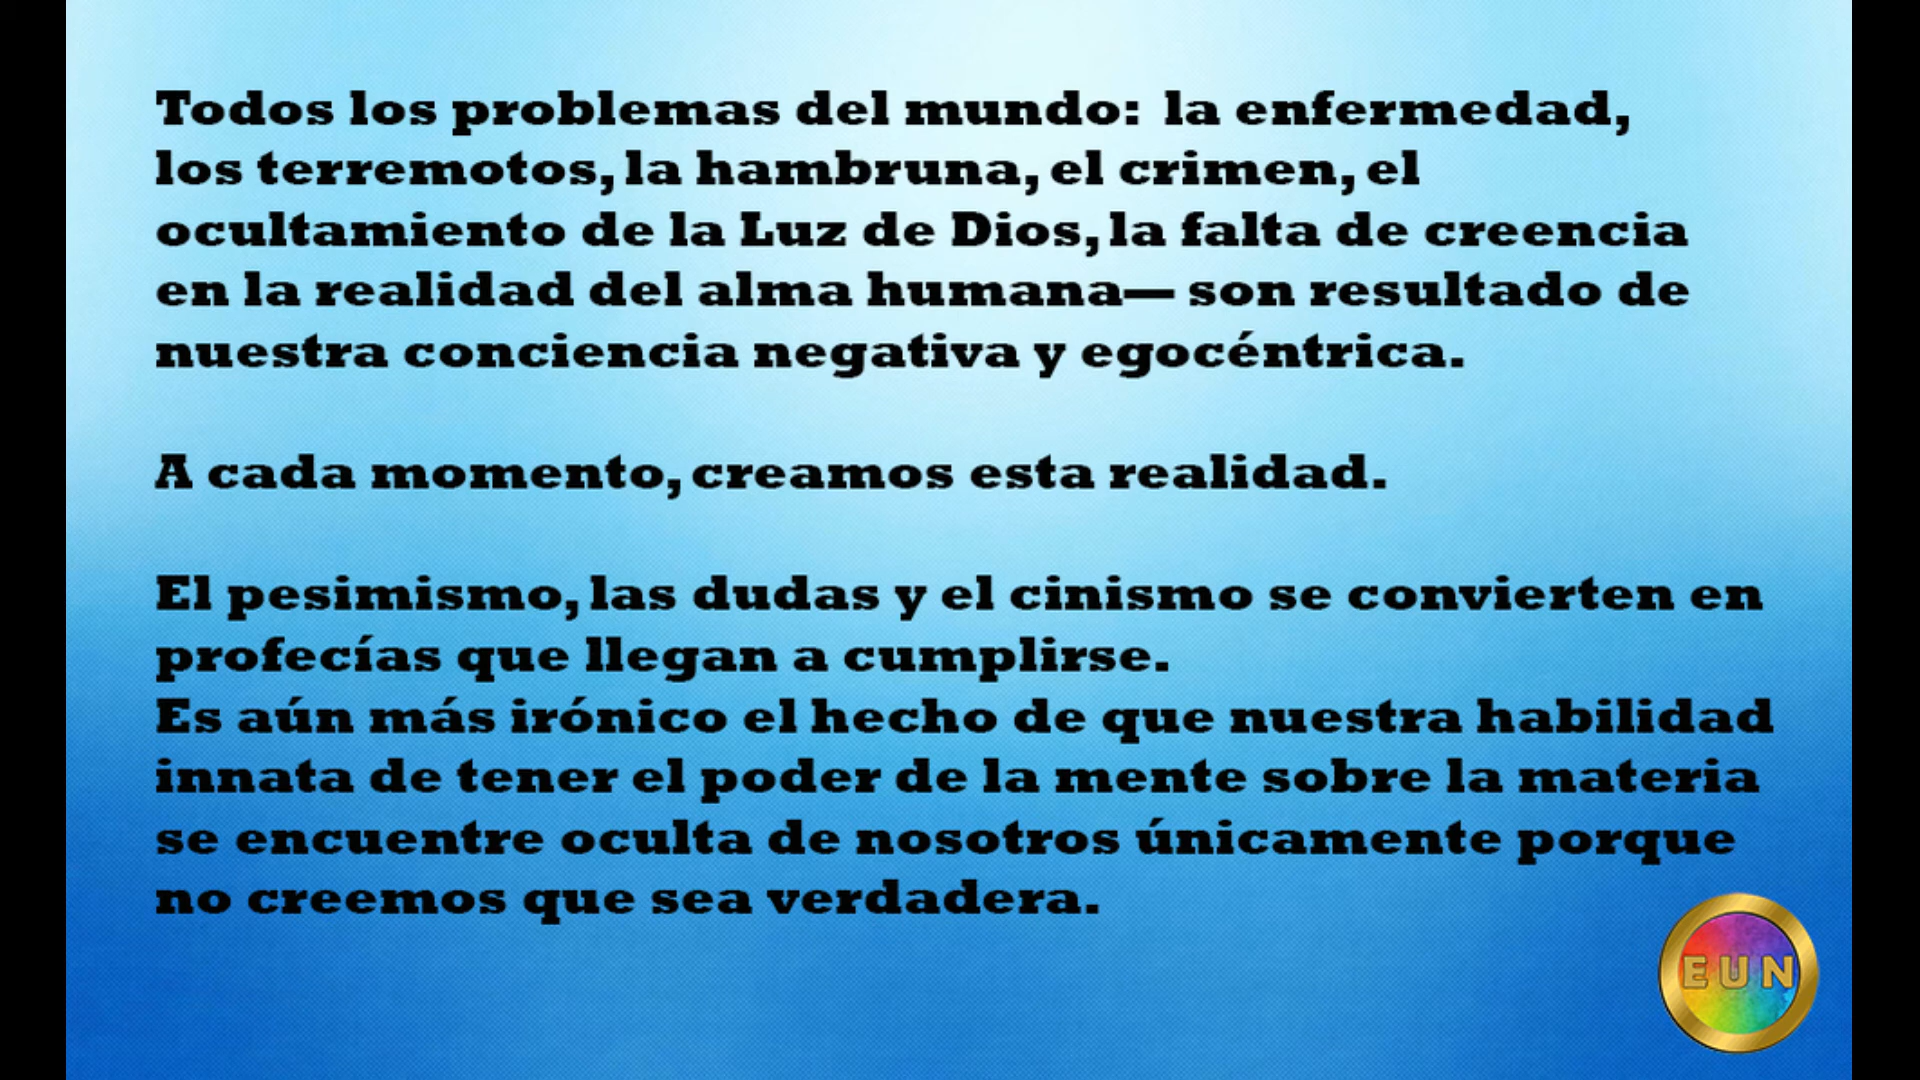 Todos los problemas del mundo: la enfermedad,
los terremotos, la hambruna, el crimen, el
ocultamiento de la Luz de Dios, la falta de creencia
en la realidad del alma humana— son resultado de
nuestra conciencia negativa y egocéntrica.
A cada momento, creamos esta realidad.
El pesimismo, las dudas y el cinismo se convierten en
profecías que llegan a cumplirse.
Es aún más irónico el hecho de que nuestra habilidad
innata de tener el poder de la mente sobre la materia
se encuentre oculta de nosotros únicamente porque
no creemos que sea verdadera.
EUN